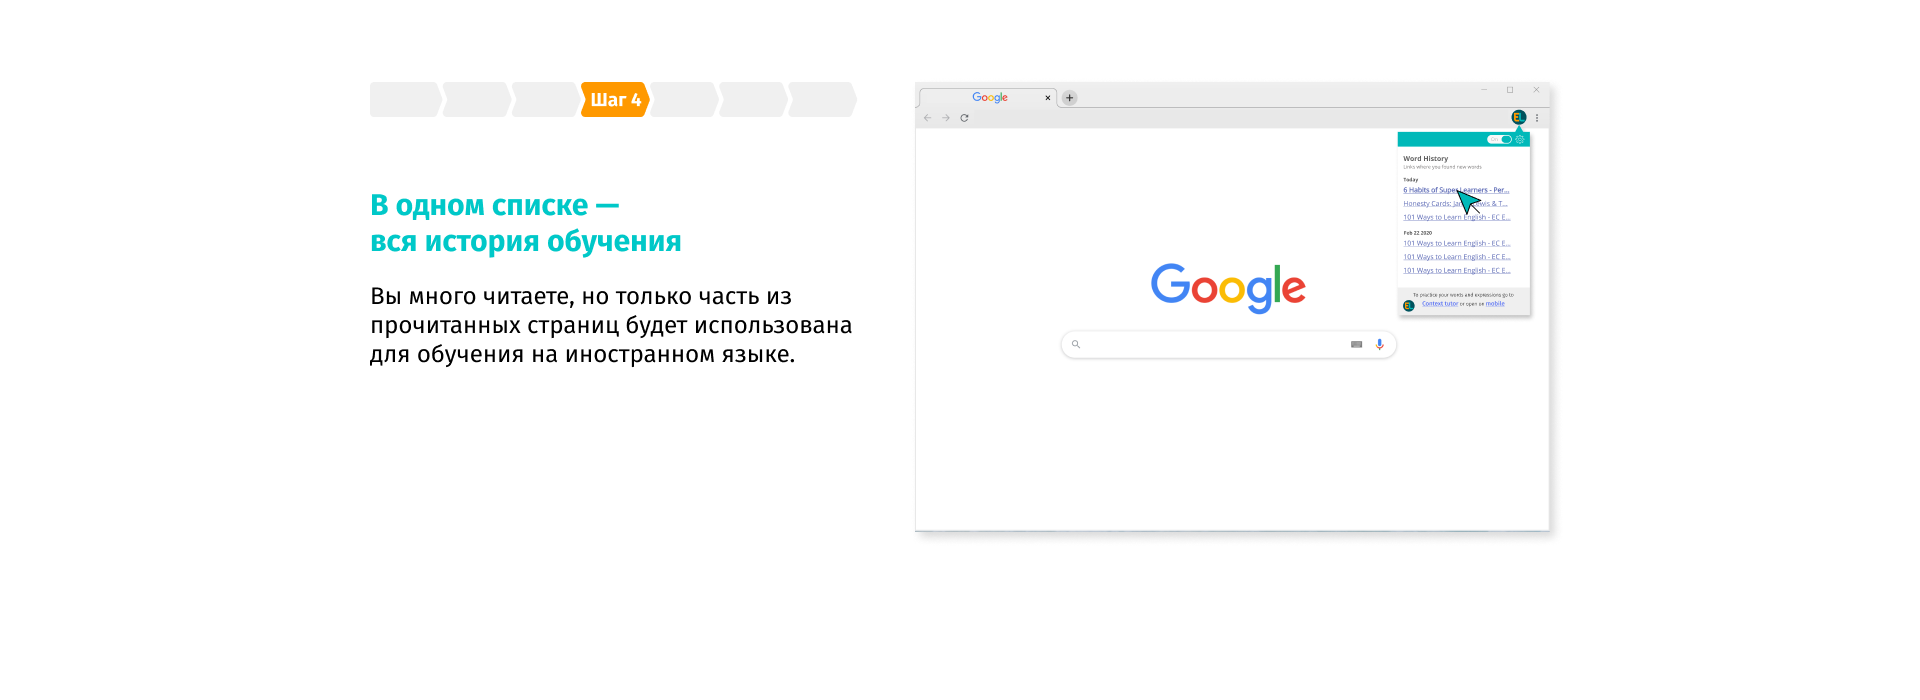 Шаг 4
В одном списке —
вся история обучения
Вы много читаете, но только часть из
прочитанных страниц будет использована
для обучения на иностранном языке.
Google
EL
Word History
Links where you found new words
Today
6 Habits of Super Learners - Per...
Honesty Cards: Lewis & T...
101 Ways to Learn English - EC E...
Feb 22 2020
101 Ways to Learn English - EC E...
101 Ways to Learn English - EC E...
101 Ways to Learn English - EC E...
To practice your words and expressions go to
EL Context tutor or open on mobile
Google